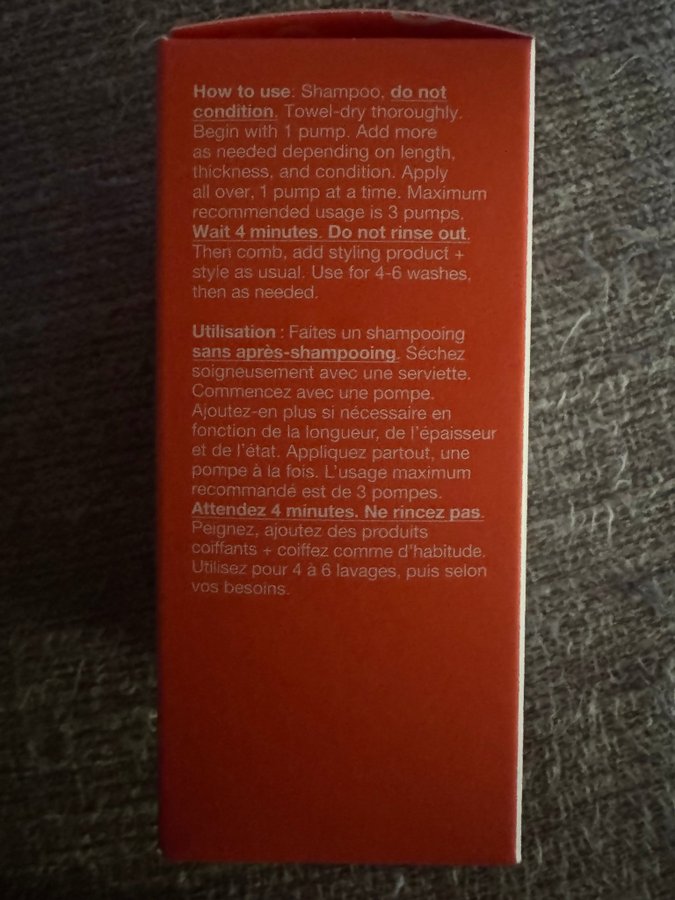 How to use: Shampoo, do not
condition. Towel-dry thoroughly.
Begin with 1 pump. Add more
as needed depending on length,
thickness, and condition. Apply
all over, 1 pump at a time. Maximum
recommended usage is 3 pumps.
Wait 4 minutes. Do not rinse out.
Then comb, add styling product +
style as usual. Use for 4-6 washes,
then as needed.
Utilisation : Faites un shampooing
sans après-shampooing. Séchez
soigneusement avec une serviette.
Commencez avec une pompe.
Ajoutez-en plus si nécessaire en
fonction de la longueur, de l'épaisseur
et de l'état. Appliquez partout, une
pompe à la fois. L'usage maximum
recommandé est de 3 pompes.
Attendez 4 minutes. Ne rincez pas.
Peignez, ajoutez des produits
coiffants + coiffez comme d'habitude.
Utilisez pour 4 à 6 lavages, puis selon
vos besoins.